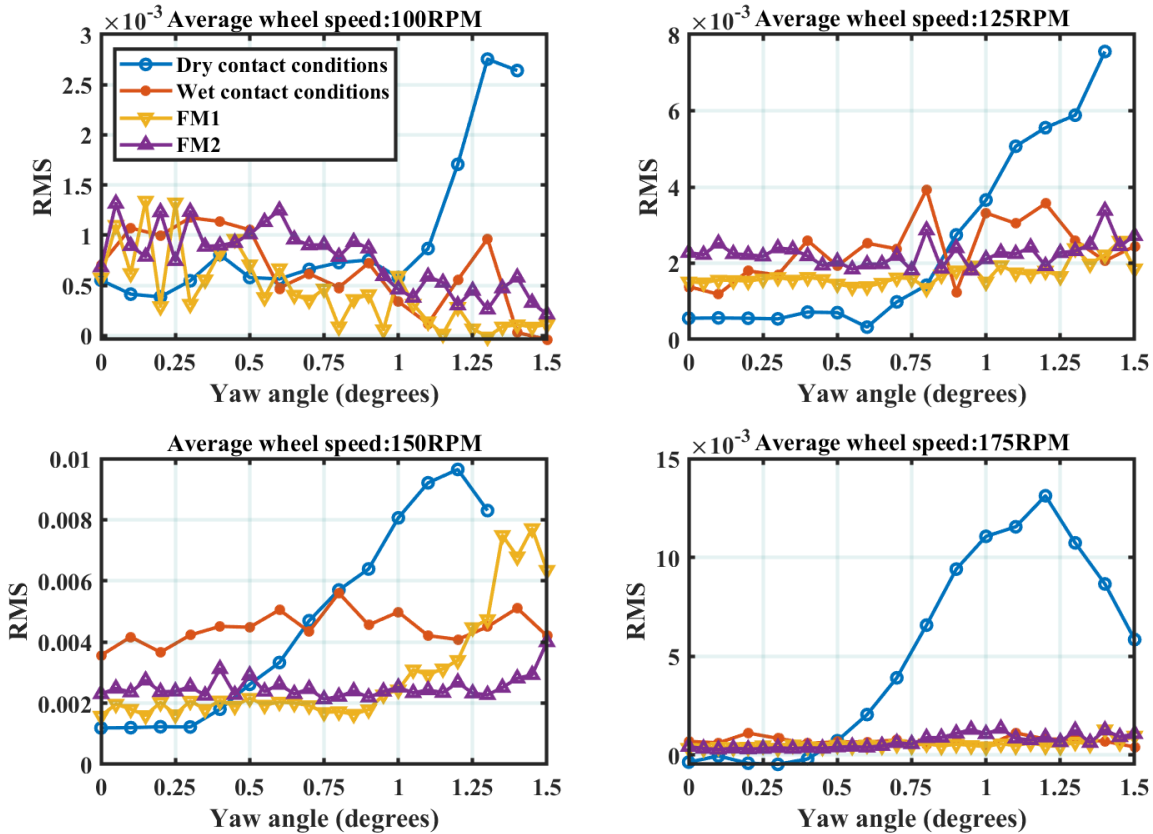 ×10⁻³ Average wheel speed:100RPM
3
2.5
2
1.5
1
0.5
0
RMS
Dry contact conditions
Wet contact conditions
FM1
FM2
0 0.25 0.5 0.75 1 1.25 1.5
Yaw angle (degrees)
×10⁻³ Average wheel speed:125RPM
8
6
4
2
0
RMS
0 0.25 0.5 0.75 1 1.25 1.5
Yaw angle (degrees)
Average wheel speed:150RPM
0.01
0.008
0.006
0.004
0.002
0
RMS
0 0.25 0.5 0.75 1 1.25 1.5
Yaw angle (degrees)
×10⁻³ Average wheel speed:175RPM
15
10
5
0
RMS
0 0.25 0.5 0.75 1 1.25 1.5
Yaw angle (degrees)